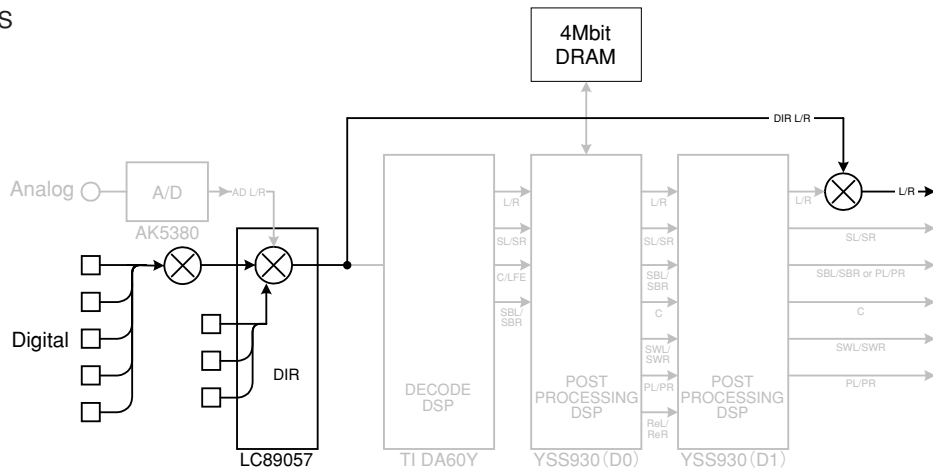 S
4Mbit
DRAM
DIR L/R
Analog
A/D
AD L/R
AK5380
L/R
L/R
L/R
L/R
SL/SR
SL/SR
SL/SR
C/LFE
SBL/
SBR
SBL/SBR or PL/PR
SBL/
SBR
C
C
Digital
SWL/
SWR
SWL/SWR
DIR
DECODE
DSP
POST
PROCESSING
DSP
PL/PR
POST
PROCESSING
DSP
PL/PR
ReL/
ReR
LC89057
TI DA60Y
YSS930 (D0)
YSS930 (D1)